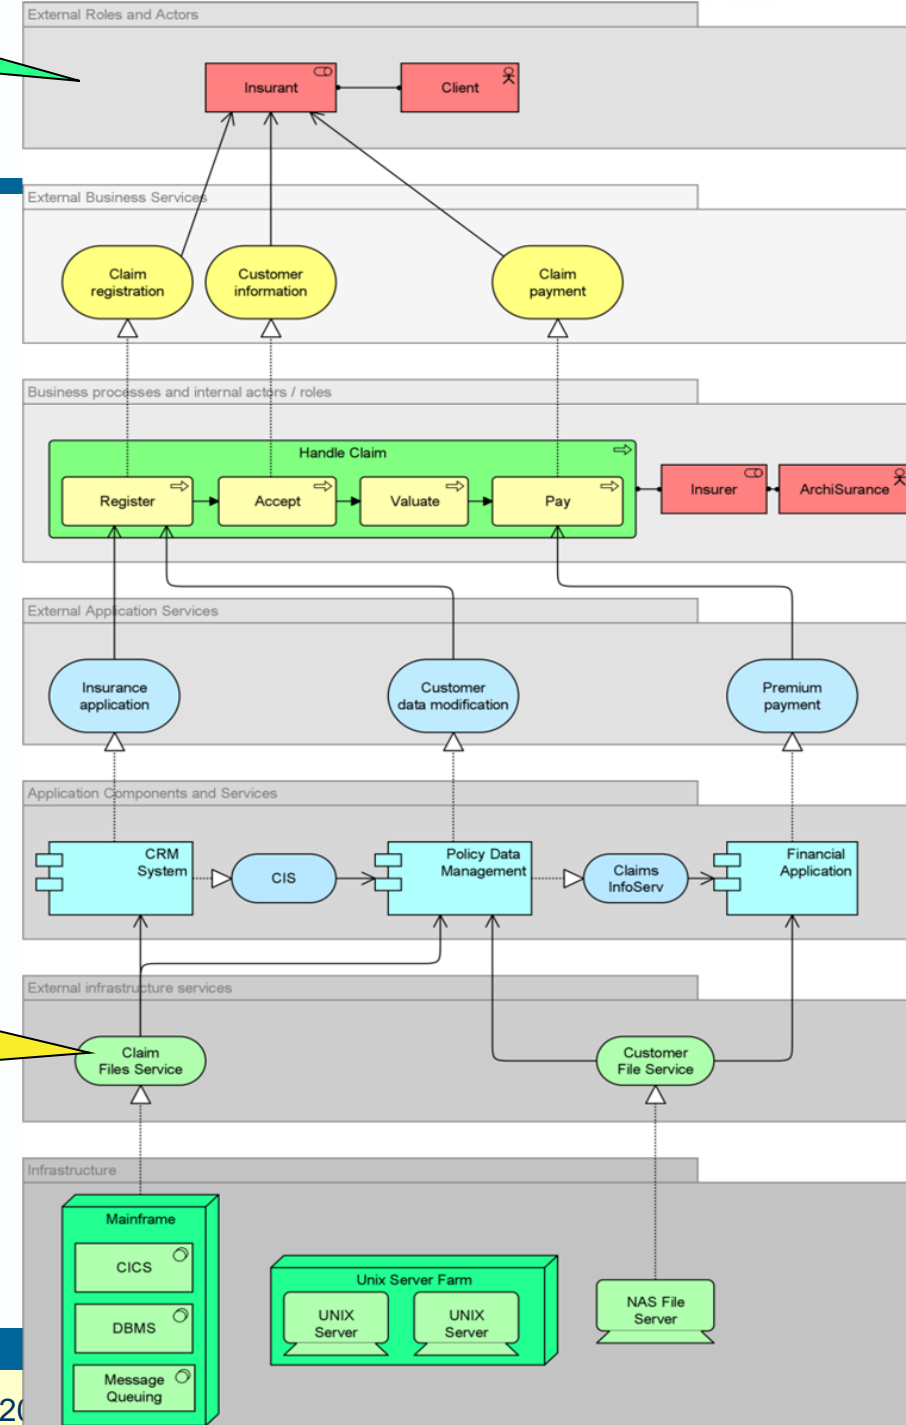 External Roles and Actors
Insurant
Client
External Business Services
Claim
registration
Customer
information
Claim
payment
Business processes and internal actors / roles
Handle Claim
Register
Accept
Valuate
Pay
Insurer
ArchiSurance
External Application Services
Insurance
application
Customer
data modification
Premium
payment
Application Components and Services
CRM
System
CIS
Policy Data
Management
Claims
InfoServ
Financial
Application
External infrastructure services
Claim
Files Service
Customer
File Service
Infrastructure
Mainframe
CICS
DBMS
Message
Queuing
Unix Server Farm
UNIX
Server
UNIX
Server
NAS File
Server